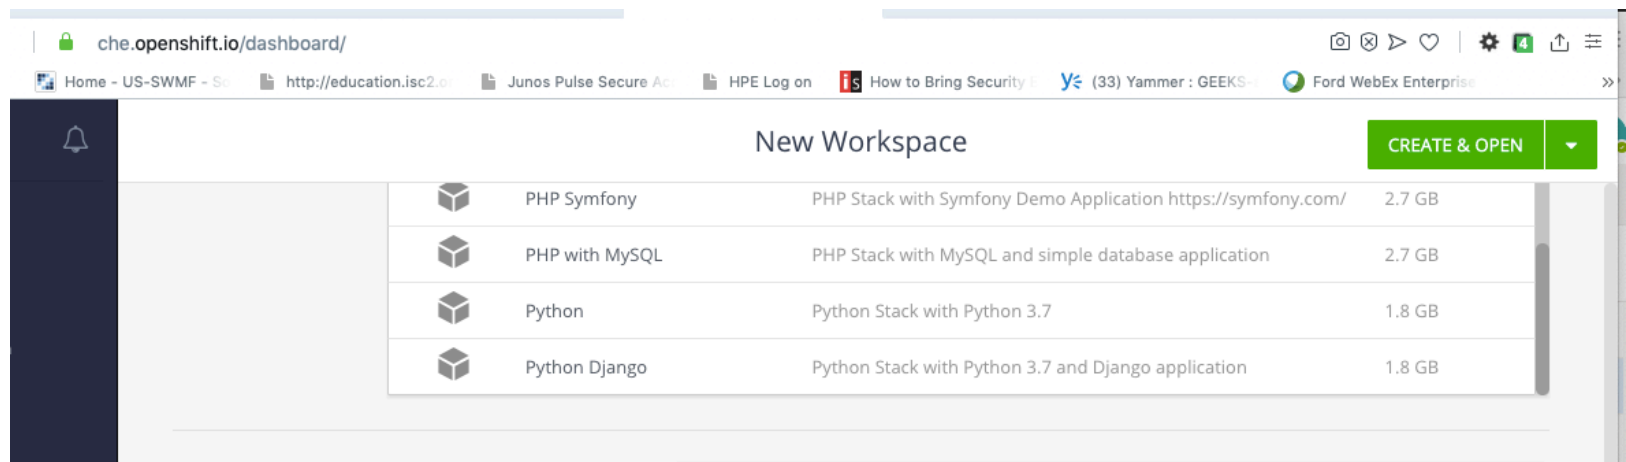 che.openshift.io/dashboard/
4
Home - US-SWMF - So
http://education.isc2.o
Junos Pulse Secure Ac
HPE Log on
is How to Bring Security
(33) Yammer : GEEKS-
Ford WebEx Enterprise
New Workspace
CREATE & OPEN
PHP Symfony PHP Stack with Symfony Demo Application https://symfony.com/ 2.7 GB
PHP with MySQL PHP Stack with MySQL and simple database application 2.7 GB
Python Python Stack with Python 3.7 1.8 GB
Python Django Python Stack with Python 3.7 and Django application 1.8 GB